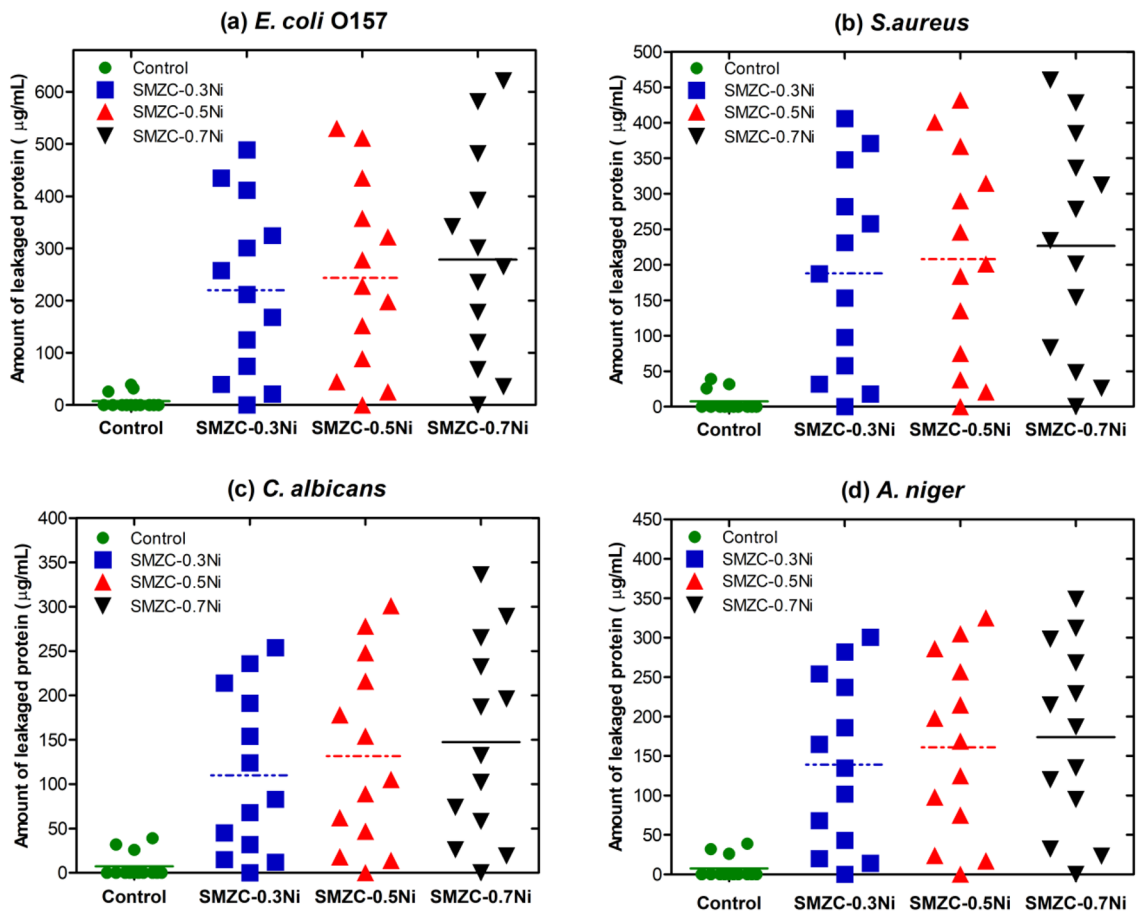 (a) E. coli O157
Amount of leakaged protein ( µg/mL)
600
500
400
300
200
100
0
Control
SMZC-0.3Ni
SMZC-0.5Ni
SMZC-0.7Ni
Control
SMZC-0.3Ni
SMZC-0.5Ni
SMZC-0.7Ni
(b) S.aureus
Amount of leakaged protein ( µg/mL)
500
450
400
350
300
250
200
150
100
50
0
Control
SMZC-0.3Ni
SMZC-0.5Ni
SMZC-0.7Ni
Control
SMZC-0.3Ni
SMZC-0.5Ni
SMZC-0.7Ni
(c) C. albicans
Amount of leakaged protein (µg/mL)
400
350
300
250
200
150
100
50
0
Control
SMZC-0.3Ni
SMZC-0.5Ni
SMZC-0.7Ni
Control
SMZC-0.3Ni
SMZC-0.5Ni
SMZC-0.7Ni
(d) A. niger
Amount of leakaged protein ( µg/mL)
450
400
350
300
250
200
150
100
50
0
Control
SMZC-0.3Ni
SMZC-0.5Ni
SMZC-0.7Ni
Control
SMZC-0.3Ni
SMZC-0.5Ni
SMZC-0.7Ni